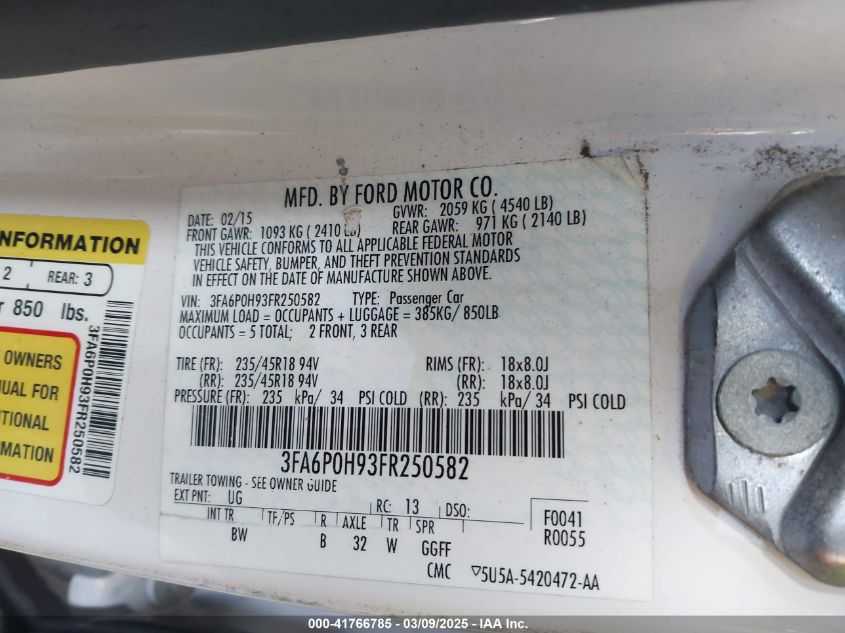 NFORMATION
2 REAR: 3
850 lbs.
OWNERS
FOR
3FA6P0H93FR250582
MFD. BY FORD MOTOR CO.
DATE: 02/15 GVWR: 2059 KG ( 4540 LB)
FRONT GAWR: 1093 KG ( 2410 LB) REAR GAWR: 971 KG ( 2140 LB)
THIS VEHICLE CONFORMS TO ALL APPLICABLE FEDERAL MOTOR
VEHICLE SAFETY, BUMPER, AND THEFT PREVENTION STANDARDS
IN EFFECT ON THE DATE OF MANUFACTURE SHOWN ABOVE.
VIN: 3FA6P0H93FR250582 TYPE: Passenger Car
MAXIMUM LOAD = OCCUPANTS + LUGGAGE = 385KG/ 850LB
OCCUPANTS = 5 TOTAL; 2 FRONT, 3 REAR
TIRE (FR): 235/45R18 94V RIMS (FR): 18x8.0J
(RR): 235/45R18 94V (RR): 18x8.0J
PRESSURE (FR): 235 kPa/ 34 PSI COLD (RR): 235 kPa/ 34 PSI COLD
3FA6P0H93FR250582
TRAILER TOWING - SEE OWNER GUIDE
EXT PNT: UG RC: 13 DSO: F0041
INT TR TF/PS R AXLE TR SPR R0055
BW B 32 W GGFF
CMC ▽5U5A-5420472-AA
000-41766785 - 03/09/2025 - IAA Inc.